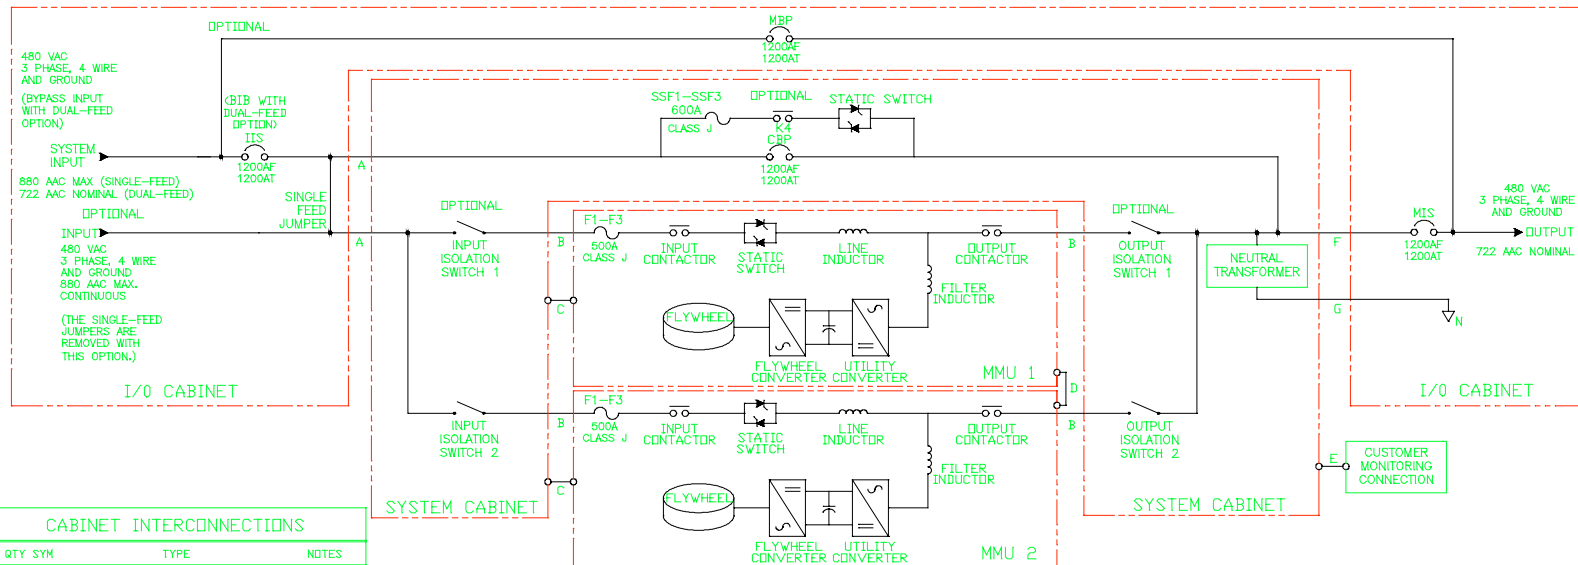 OPTIONAL
MBP
1200AF
1200AT
480 VAC
3 PHASE, 4 WIRE
AND GROUND
(BYPASS INPUT
WITH DUAL-FEED
OPTION)
(BIB WITH
DUAL-FEED
OPTION)
IIS
1200AF
1200AT
SYSTEM
INPUT
880 AAC MAX (SINGLE-FEED)
722 AAC NOMINAL (DUAL-FEED)
SSF1-SSF3
600A
CLASS J
OPTIONAL
K4
STATIC SWITCH
CBP
1200AF
1200AT
A
SINGLE
FEED
JUMPER
OPTIONAL
INPUT
480 VAC
3 PHASE, 4 WIRE
AND GROUND
880 AAC MAX.
CONTINUOUS
(THE SINGLE-FEED
JUMPERS ARE
REMOVED WITH
THIS OPTION.)
I/O CABINET
A
OPTIONAL
INPUT
ISOLATION
SWITCH 1
B
F1-F3
500A
CLASS J
INPUT
CONTACTOR
STATIC
SWITCH
LINE
INDUCTOR
OUTPUT
CONTACTOR
B
OPTIONAL
OUTPUT
ISOLATION
SWITCH 1
NEUTRAL
TRANSFORMER
F
G
N
MIS
1200AF
1200AT
480 VAC
3 PHASE, 4 WIRE
AND GROUND
OUTPUT
722 AAC NOMINAL
I/O CABINET
C
FILTER
INDUCTOR
FLYWHEEL
FLYWHEEL
CONVERTER
UTILITY
CONVERTER
MMU 1
D
INPUT
ISOLATION
SWITCH 2
B
F1-F3
500A
CLASS J
INPUT
CONTACTOR
STATIC
SWITCH
LINE
INDUCTOR
OUTPUT
CONTACTOR
B
OUTPUT
ISOLATION
SWITCH 2
C
FILTER
INDUCTOR
FLYWHEEL
FLYWHEEL
CONVERTER
UTILITY
CONVERTER
MMU 2
SYSTEM CABINET
SYSTEM CABINET
E
CUSTOMER
MONITORING
CONNECTION
CABINET INTERCONNECTIONS
QTY SYM TYPE NOTES